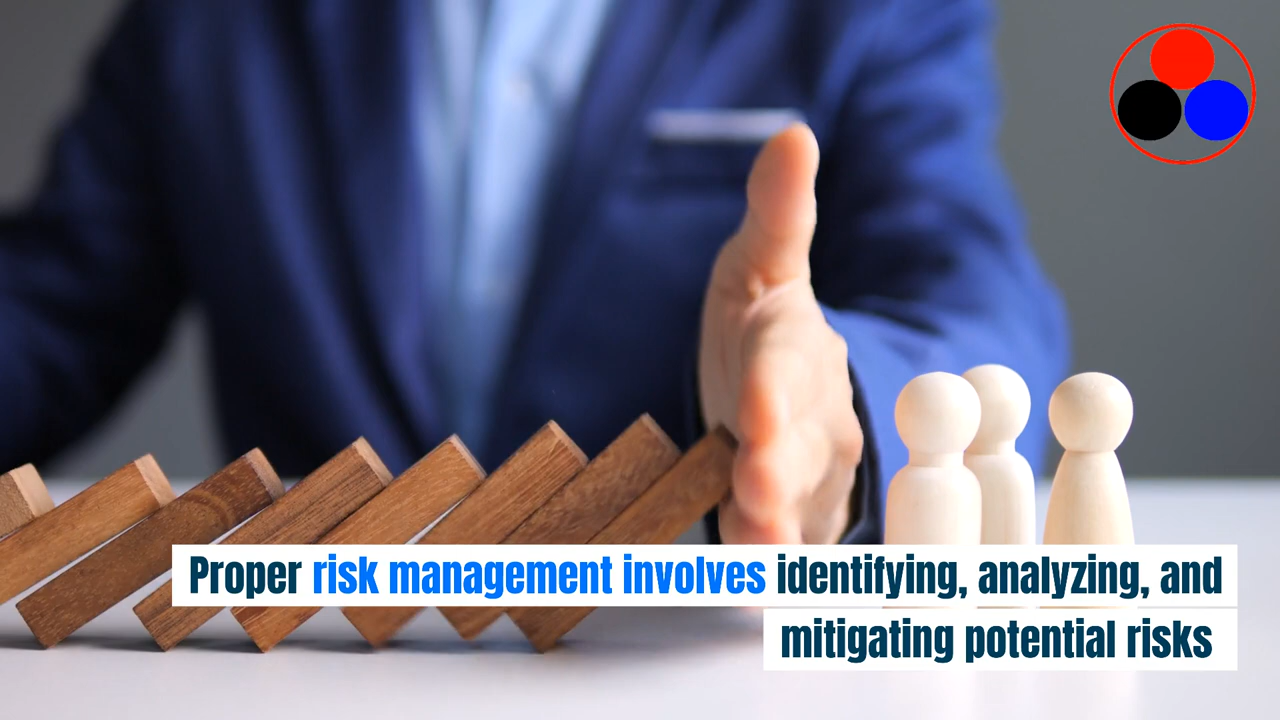 Proper risk management involves identifying, analyzing, and
mitigating potential risks